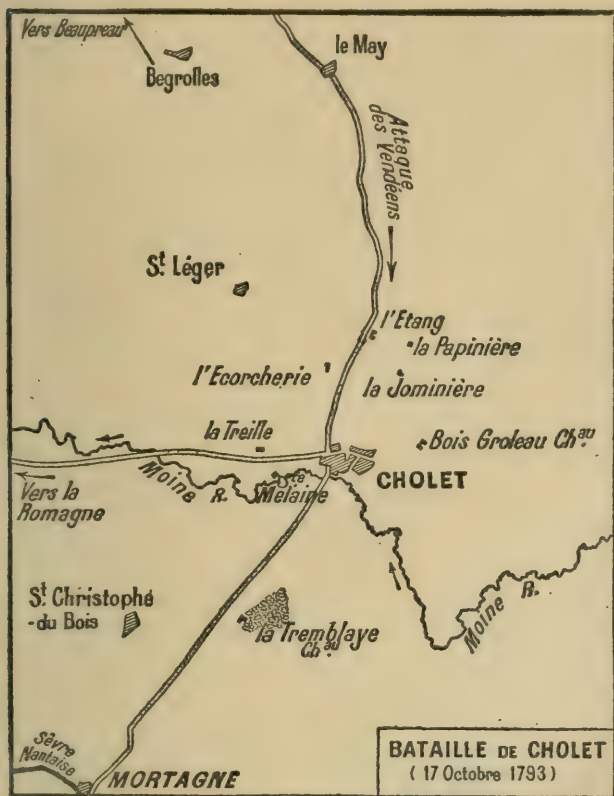 Vers Beaupreau
Begrolles
le May
Attaque
des Vendéens
St. Léger
l'Etang
la Papinière
l'Ecorcherie
la Jominière
la Treille
Bois Groleau Chau
Moine R.
Ste
Mélaine
CHOLET
Vers la
Romagne
St. Christophe
-du Bois
la Tremblaye
Chau
Moine R.
Sèvre
Nantaise
MORTAGNE
BATAILLE DE CHOLET
(17 Octobre 1793)